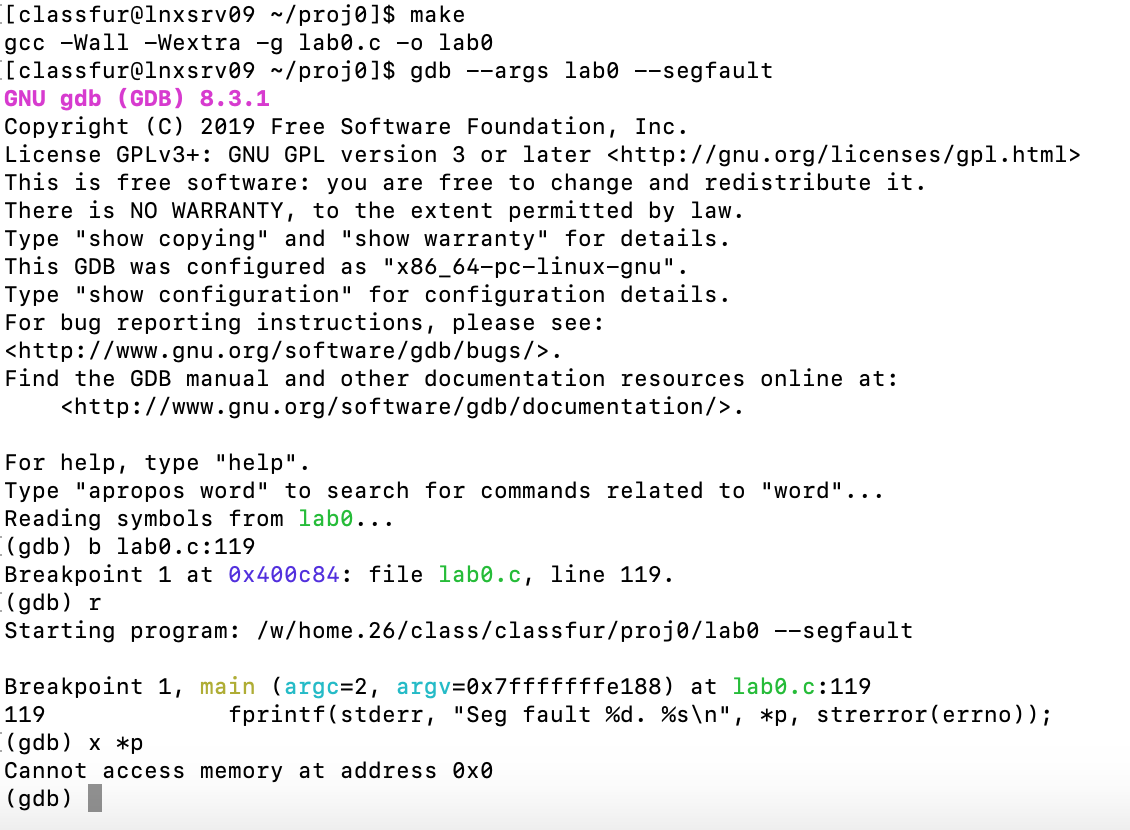 [classfur@lnxsrv09 ~/proj0]$ make
gcc -Wall -Wextra -g lab0.c -o lab0
[classfur@lnxsrv09 ~/proj0]$ gdb --args lab0 --segfault
GNU gdb (GDB) 8.3.1
Copyright (C) 2019 Free Software Foundation, Inc.
License GPLv3+: GNU GPL version 3 or later <http://gnu.org/licenses/gpl.html>
This is free software: you are free to change and redistribute it.
There is NO WARRANTY, to the extent permitted by law.
Type "show copying" and "show warranty" for details.
This GDB was configured as "x86_64-pc-linux-gnu".
Type "show configuration" for configuration details.
For bug reporting instructions, please see:
<http://www.gnu.org/software/gdb/bugs/>.
Find the GDB manual and other documentation resources online at:
    <http://www.gnu.org/software/gdb/documentation/>.

For help, type "help".
Type "apropos word" to search for commands related to "word"...
Reading symbols from lab0...
(gdb) b lab0.c:119
Breakpoint 1 at 0x400c84: file lab0.c, line 119.
(gdb) r
Starting program: /w/home.26/class/classfur/proj0/lab0 --segfault

Breakpoint 1, main (argc=2, argv=0x7fffffffe188) at lab0.c:119
119             fprintf(stderr, "Seg fault %d. %s\n", *p, strerror(errno));
(gdb) x *p
Cannot access memory at address 0x0
(gdb)